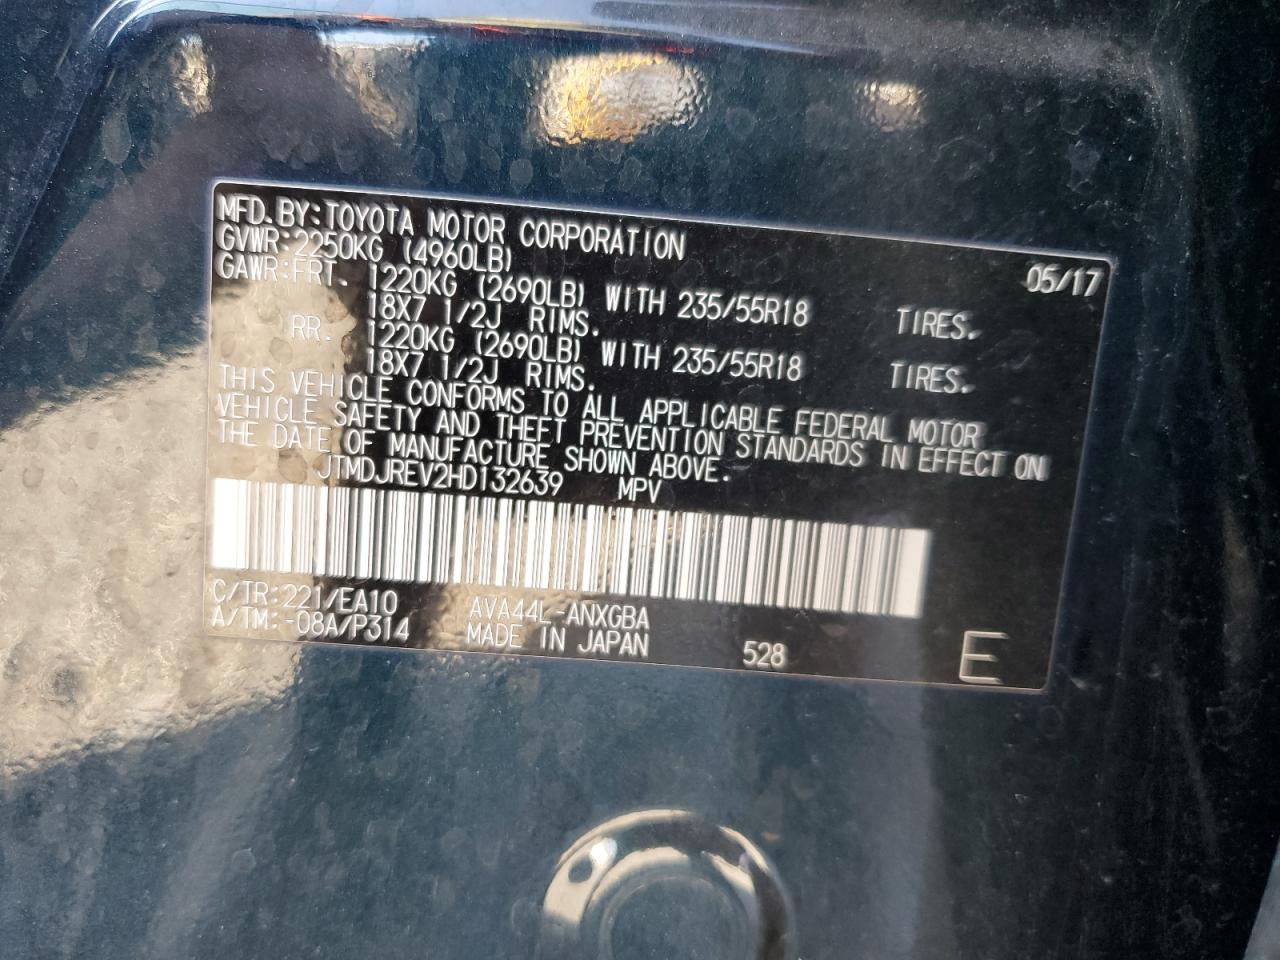 MFD.BY:TOYOTA MOTOR CORPORATION 05/17
GVWR:2250KG (4960LB)
GAWR:FRT. 1220KG (2690LB) WITH 235/55R18 TIRES.
18X7 1/2J RIMS.
RR. 1220KG (2690LB) WITH 235/55R18 TIRES.
18X7 1/2J RIMS.
THIS VEHICLE CONFORMS TO ALL APPLICABLE FEDERAL MOTOR
VEHICLE SAFETY AND THEFT PREVENTION STANDARDS IN EFFECT ON
THE DATE OF MANUFACTURE SHOWN ABOVE.
JTMDJREV2HD132639 MPV
C/TR:221/EA10 AVA44L-ANXGBA
A/TM:-08A/P314 MADE IN JAPAN 528 E